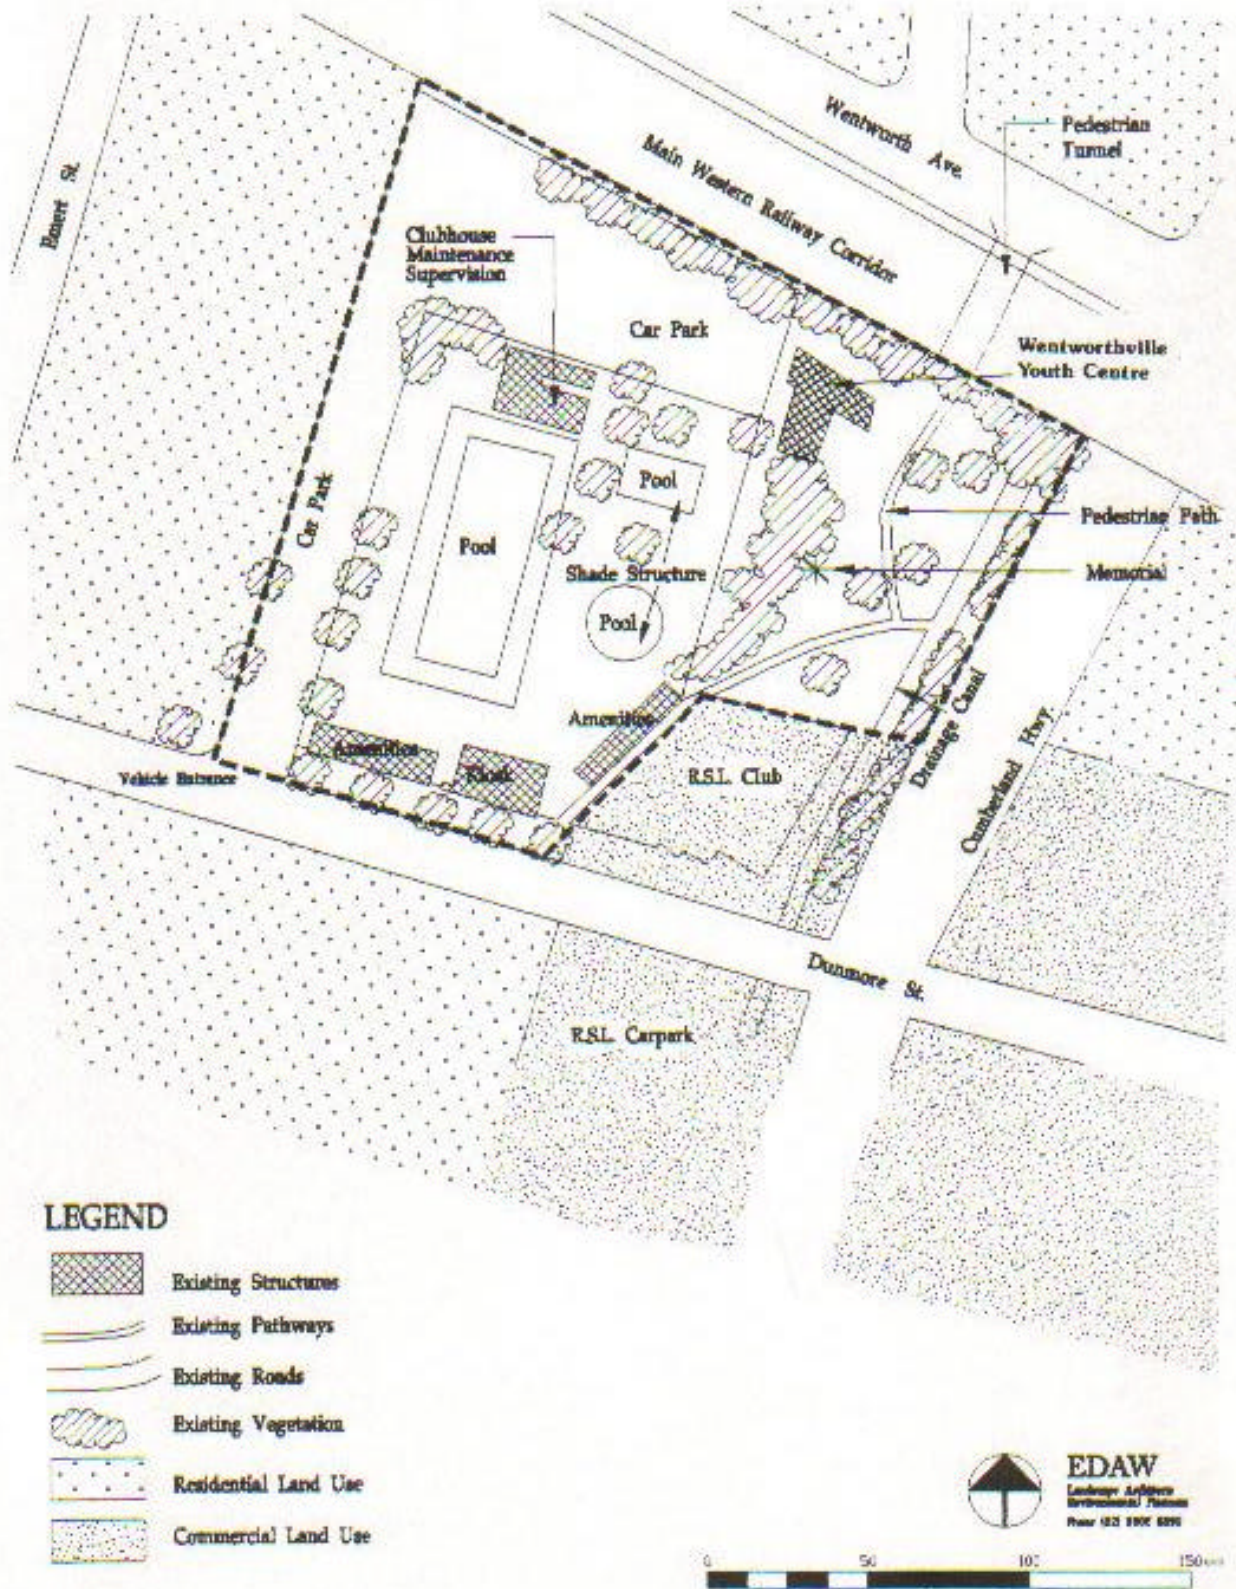 Wentworth Ave.
Pedestrian
Tunnel
Main Western Railway Corridor
Clubhouse
Maintenance
Supervision
Car Park
Wentworthville
Youth Centre
Car Park
Pool
Pool
Pedestrian Path
Shade Structure
Memorial
Pool
Amenities
Amenities
Kiosk
R.S.L. Club
Drainage Canal
Cumberland Hwy.
Vehicle Entrance
Dunmore St.
R.S.L. Carpark
LEGEND
Existing Structures
Existing Pathways
Existing Roads
Existing Vegetation
Residential Land Use
Commercial Land Use
EDAW
0 50 100 150